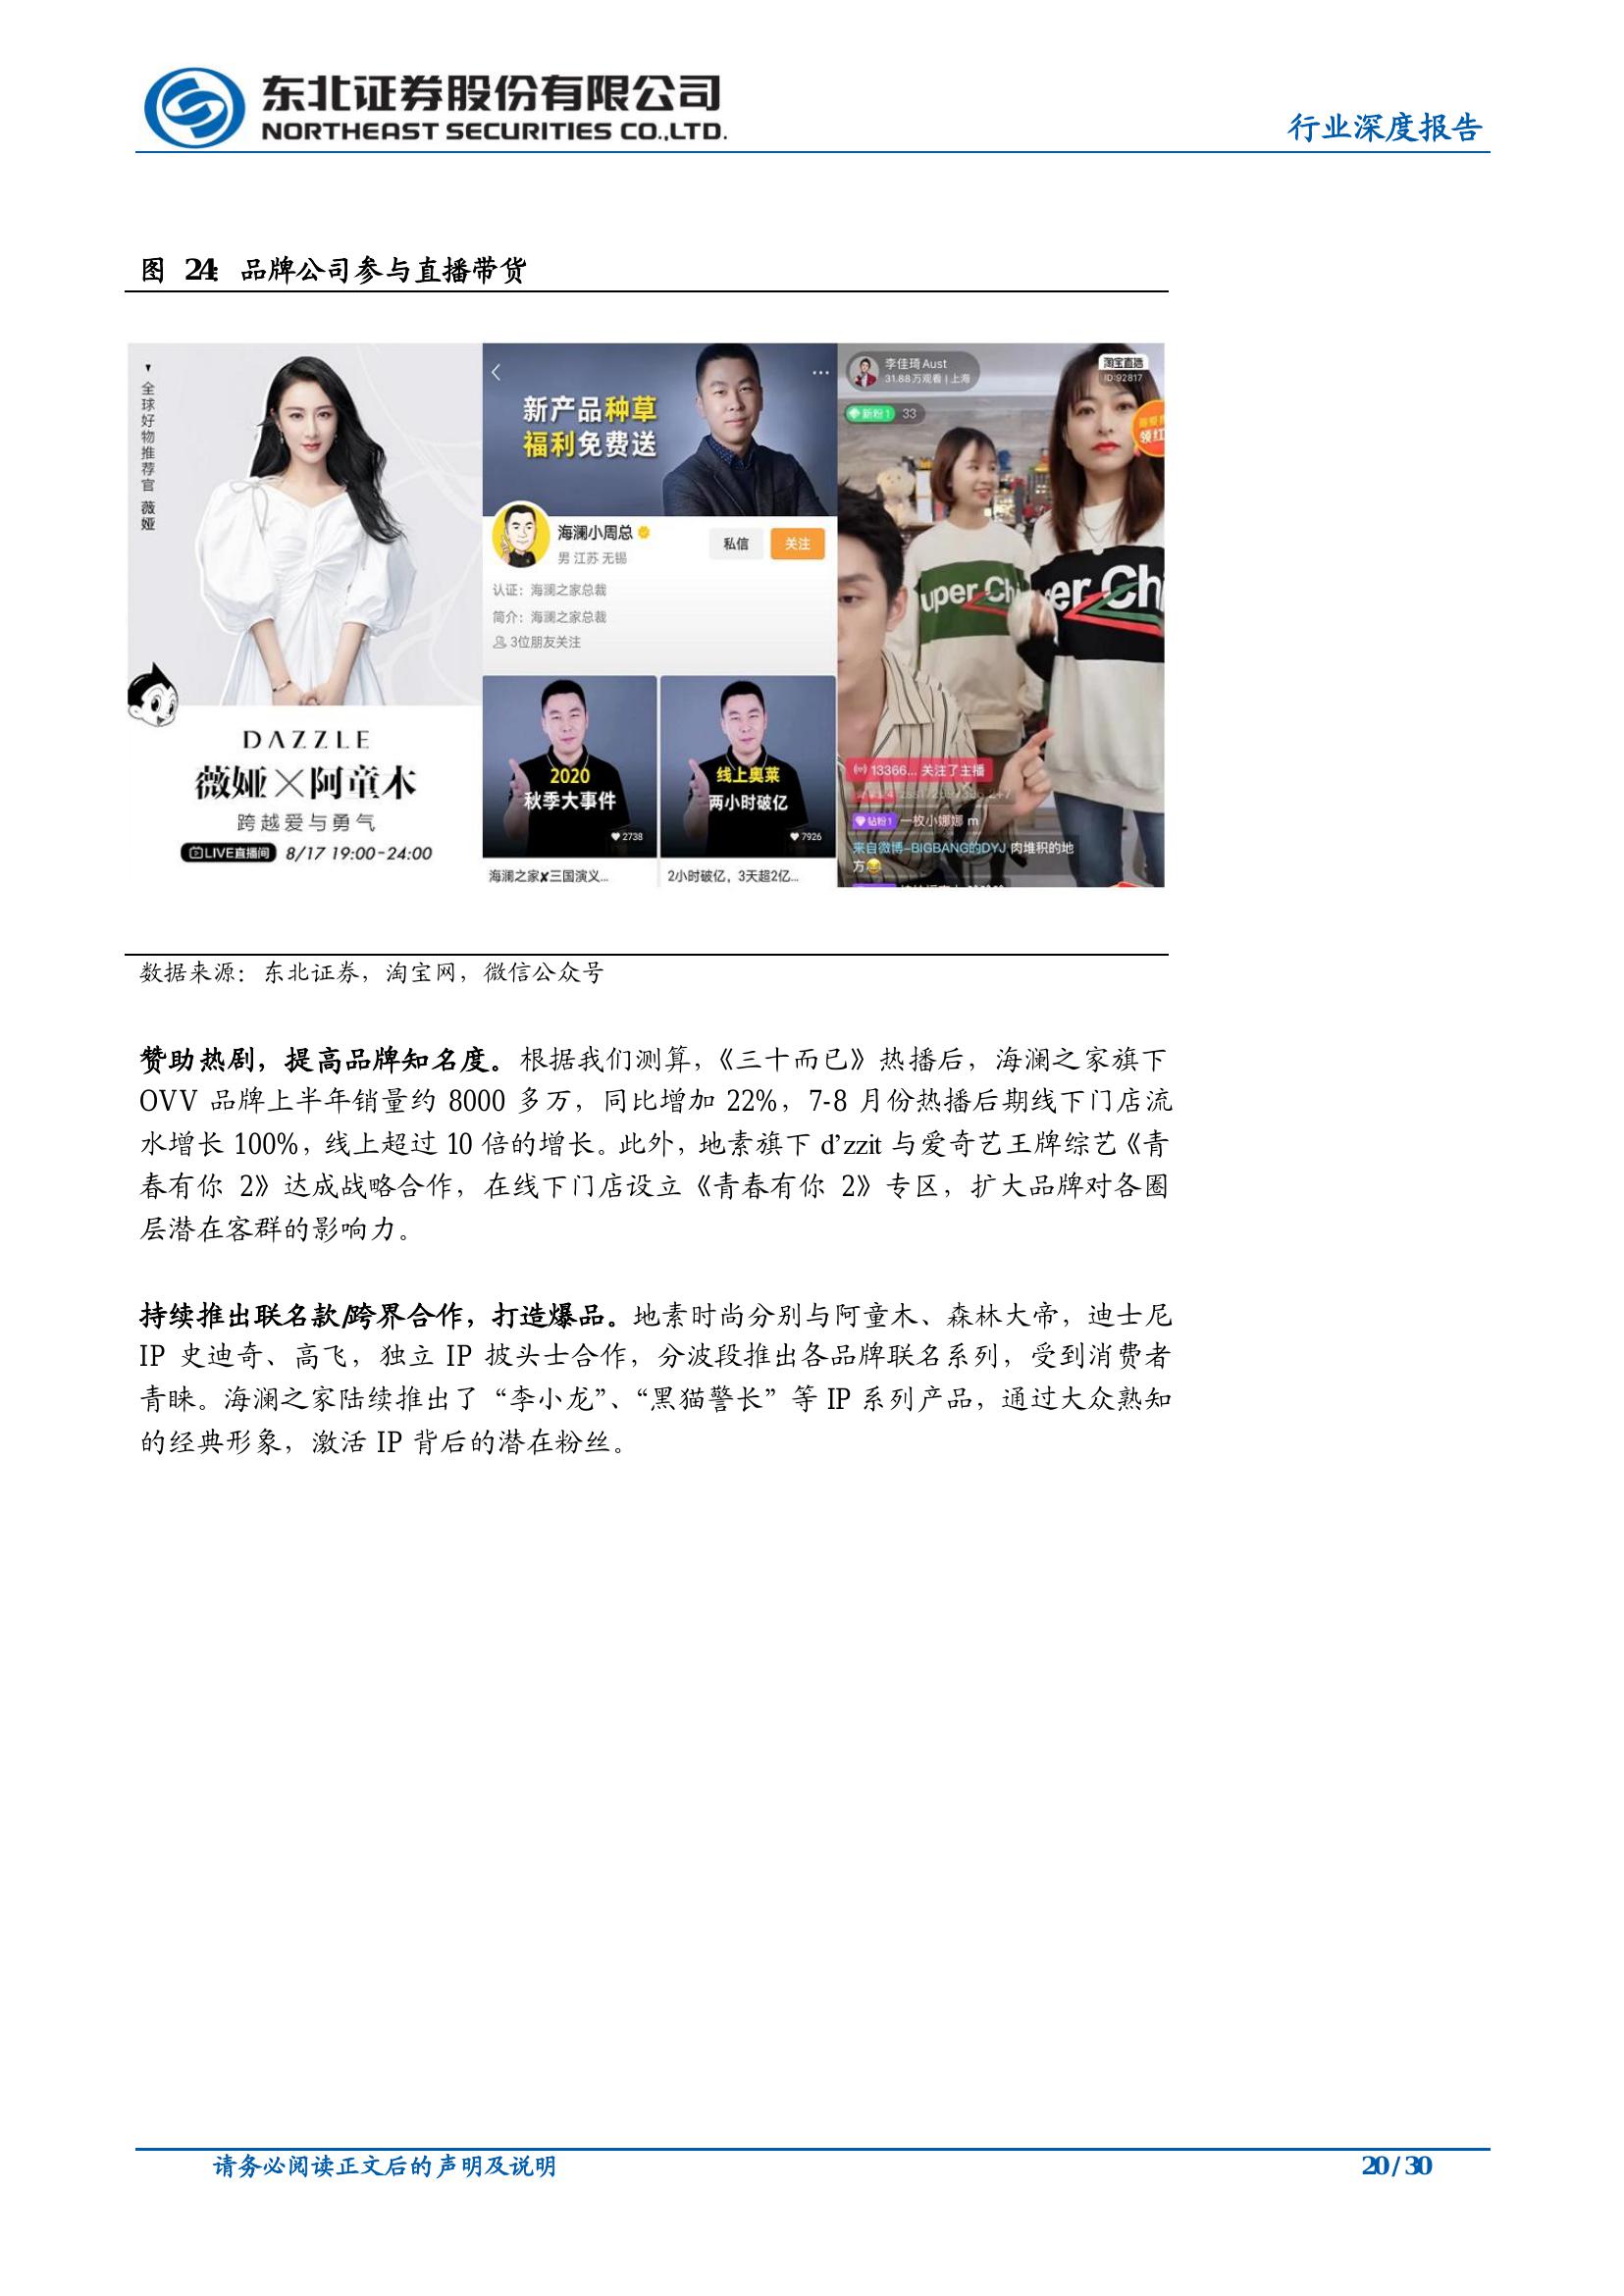 东北证券股份有限公司
NORTHEAST SECURITIES CO.,LTD.
行业深度报告
图 24：品牌公司参与直播带货
全球好物推荐官 薇娅
DAZZLE
薇娅×阿童木
跨越爱与勇气
LIVE直播间 8/17 19:00-24:00
新产品种草
福利免费送
海澜小周总
男 江苏 无锡
私信
关注
认证：海澜之家总裁
简介：海澜之家总裁
3位朋友关注
2020
秋季大事件
2738
海澜之家✘三国演义...
线上奥莱
两小时破亿
7926
2小时破亿，3天超2亿...
李佳琦Aust
31.88万观看 | 上海
淘宝直播
ID:92817
新粉1 33
领红
uper Ch
er Chi
13366... 关注了主播
钻粉1 一枚小娜娜 m
来自微博-BIGBANG的DYJ 肉堆积的地
方😂
数据来源：东北证券，淘宝网，微信公众号
赞助热剧，提高品牌知名度。根据我们测算，《三十而已》热播后，海澜之家旗下
OVV 品牌上半年销量约 8000 多万，同比增加 22%，7-8 月份热播后期线下门店流
水增长 100%，线上超过 10 倍的增长。此外，地素旗下 d’zzit 与爱奇艺王牌综艺《青
春有你 2》达成战略合作，在线下门店设立《青春有你 2》专区，扩大品牌对各圈
层潜在客群的影响力。
持续推出联名款/跨界合作，打造爆品。地素时尚分别与阿童木、森林大帝，迪士尼
IP 史迪奇、高飞，独立 IP 披头士合作，分波段推出各品牌联名系列，受到消费者
青睐。海澜之家陆续推出了“李小龙”、“黑猫警长”等 IP 系列产品，通过大众熟知
的经典形象，激活 IP 背后的潜在粉丝。
请务必阅读正文后的声明及说明
20 / 30